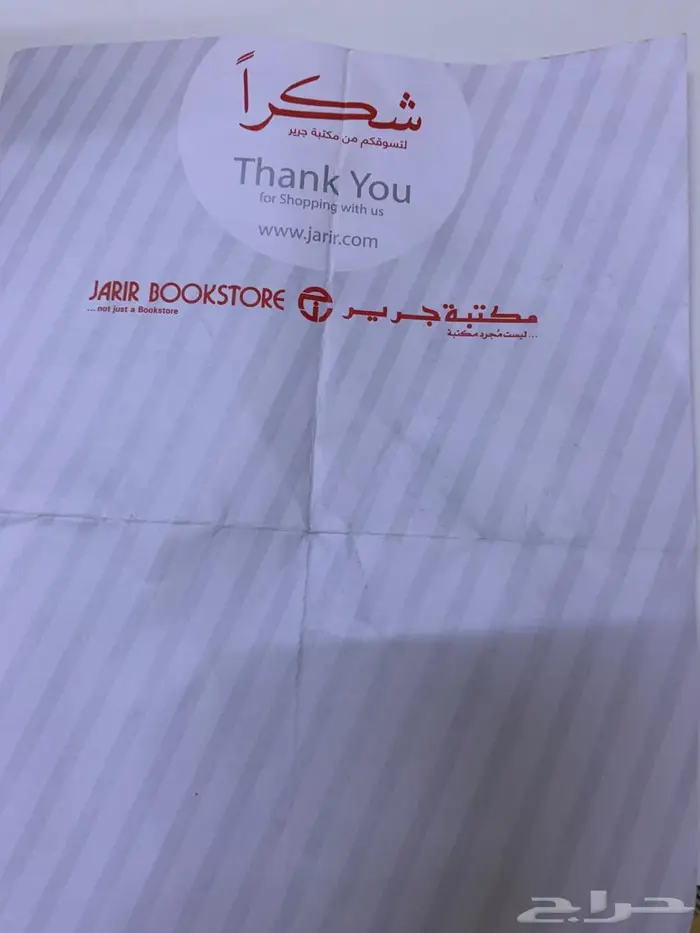 شكراً
لتسوقكم من مكتبة جرير
Thank You
for Shopping with us
www.jarir.com
JARIR BOOKSTORE
... not just a Bookstore
مكتبة جرير
... ليست مُجرد مكتبة
حراج